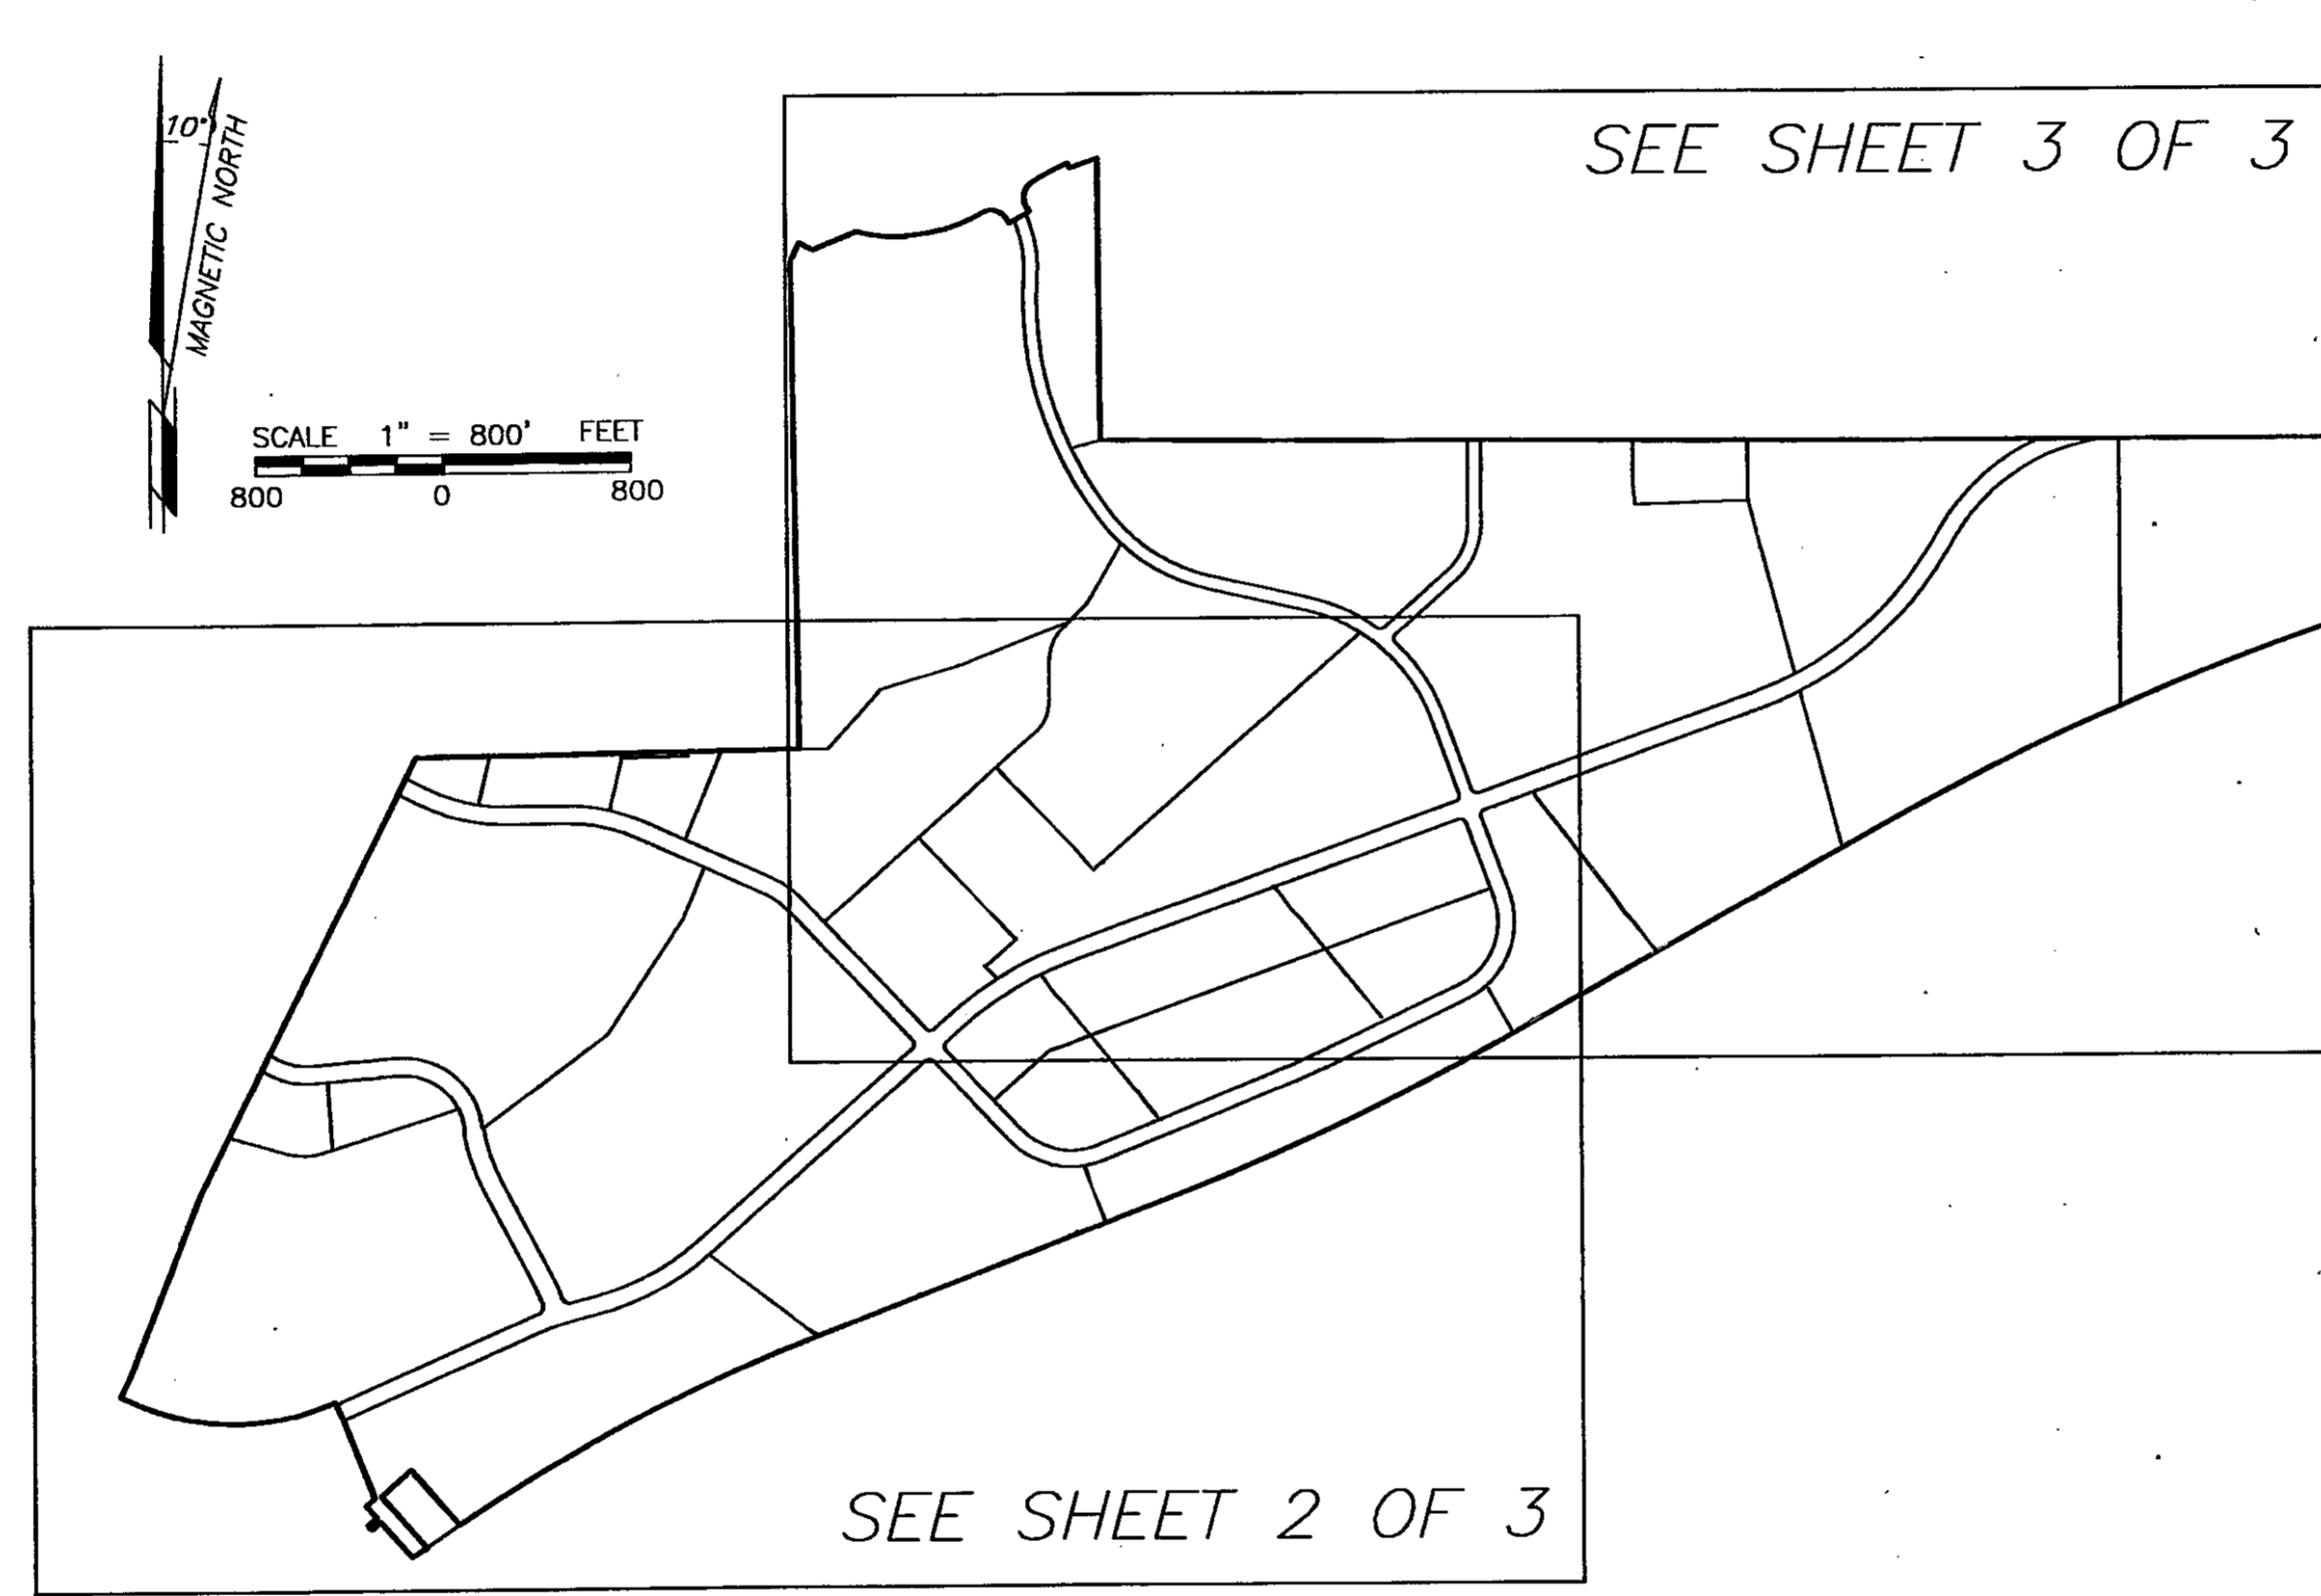 10°
MAGNETIC NORTH
SEE SHEET 3 OF 3
SCALE 1" = 800' FEET
800 0 800
SEE SHEET 2 OF 3